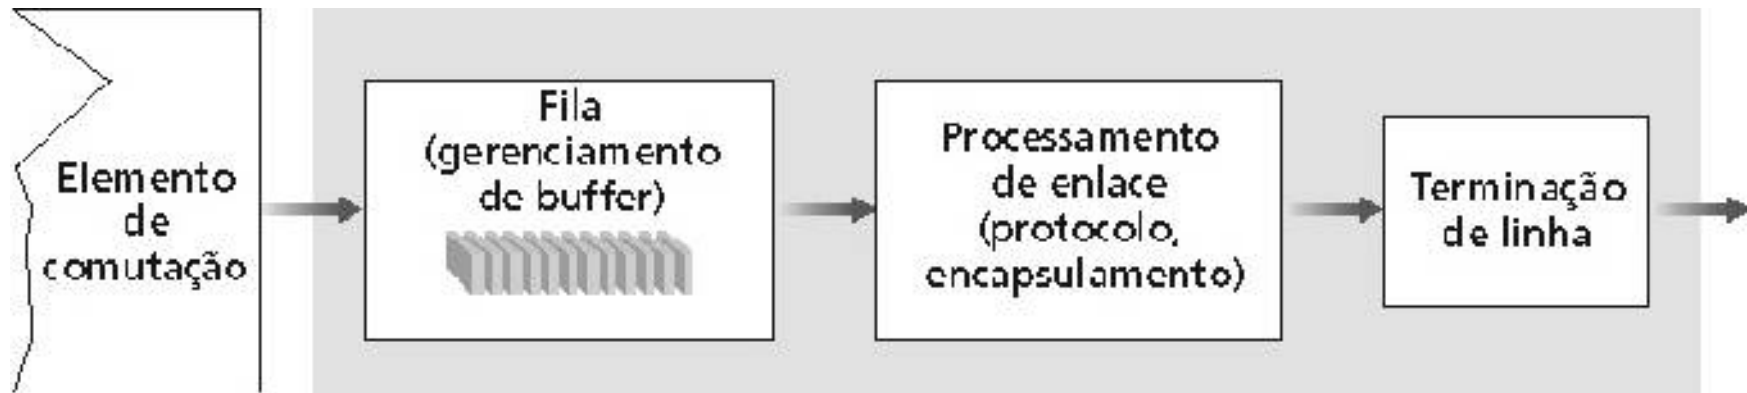 Elemento
de
comutação
Fila
(gerenciamento
de buffer)
Processamento
de enlace
(protocolo,
encapsulamento)
Terminação
de linha